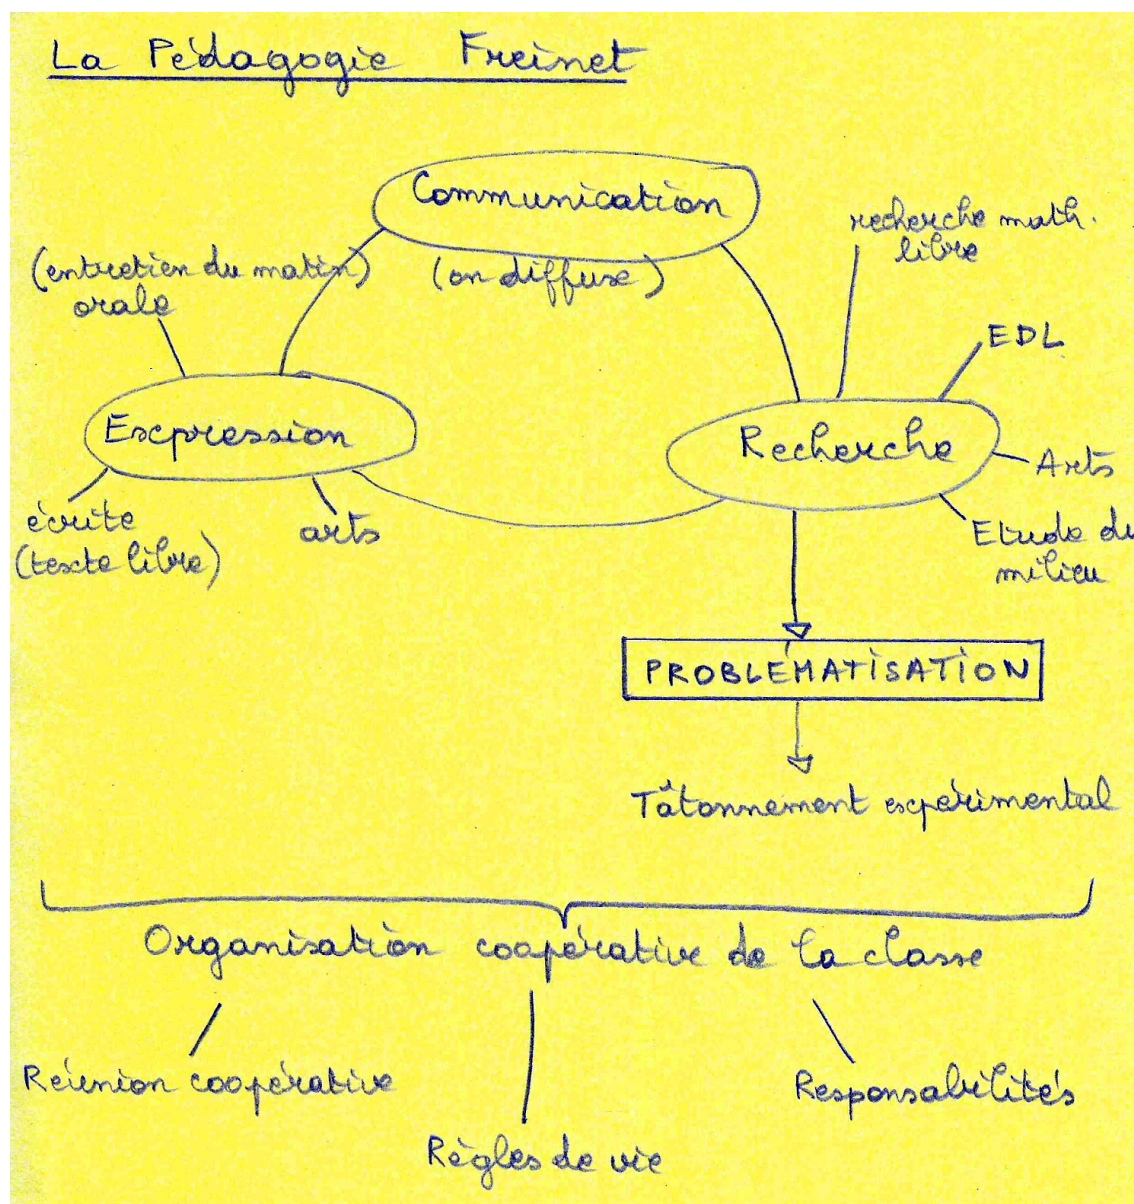 La Pédagogie Freinet
Communication
(on diffuse)
(entretien du matin)
orale
Expression
écrite
(texte libre)
arts
recherche math.
libre
EDL
Recherche
Arts
Etude du
milieu
PROBLÉMATISATION
Tâtonnement expérimental
Organisation coopérative de la classe
Réunion coopérative
Règles de vie
Responsabilités